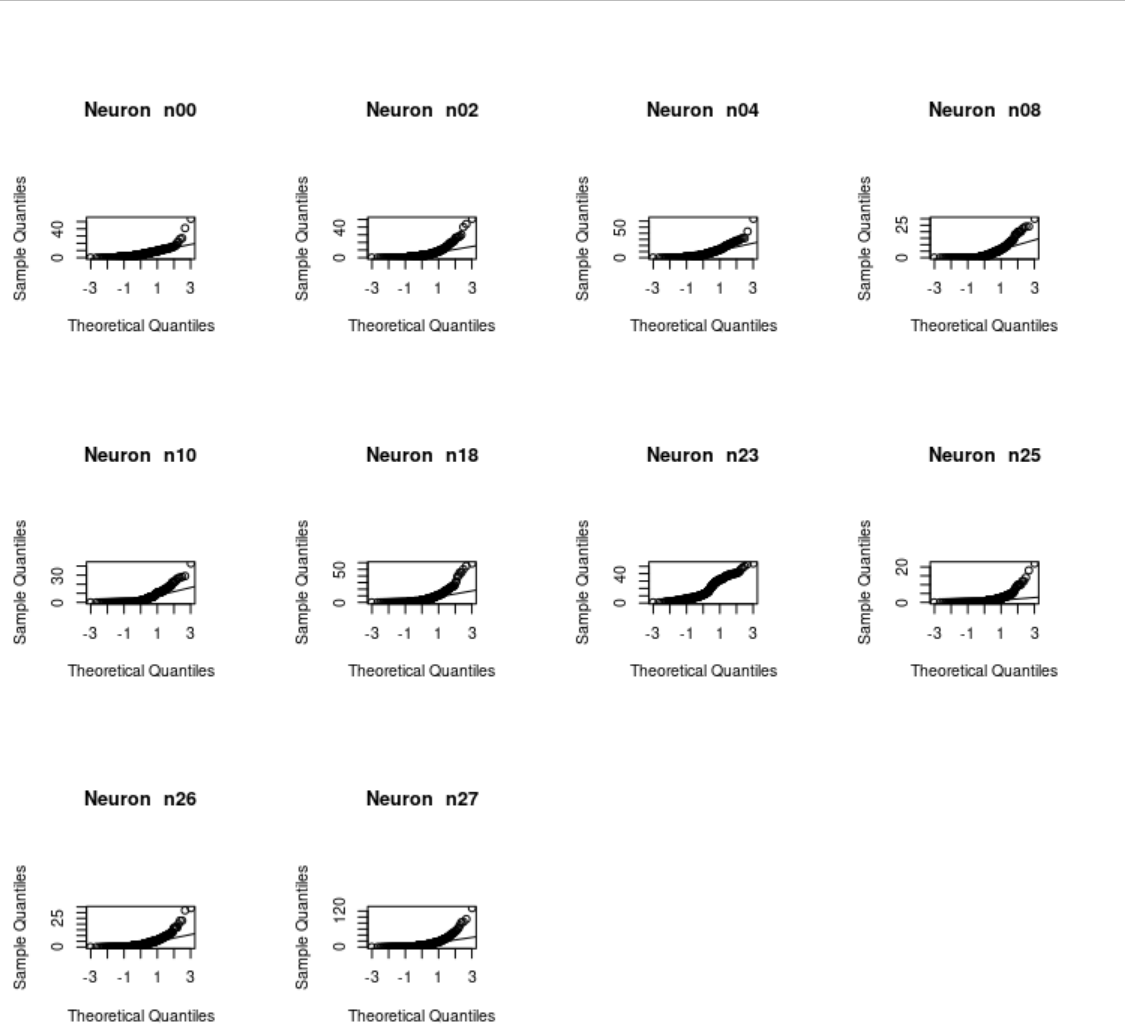 Neuron n00
Neuron n02
Neuron n04
Neuron n08
Sample Quantiles
0 40
-3 -1 1 3
Theoretical Quantiles
Sample Quantiles
0 40
-3 -1 1 3
Theoretical Quantiles
Sample Quantiles
0 50
-3 -1 1 3
Theoretical Quantiles
Sample Quantiles
0 25
-3 -1 1 3
Theoretical Quantiles
Neuron n10
Neuron n18
Neuron n23
Neuron n25
Sample Quantiles
0 30
-3 -1 1 3
Theoretical Quantiles
Sample Quantiles
0 50
-3 -1 1 3
Theoretical Quantiles
Sample Quantiles
0 40
-3 -1 1 3
Theoretical Quantiles
Sample Quantiles
0 20
-3 -1 1 3
Theoretical Quantiles
Neuron n26
Neuron n27
Sample Quantiles
0 25
-3 -1 1 3
Theoretical Quantiles
Sample Quantiles
0 120
-3 -1 1 3
Theoretical Quantiles